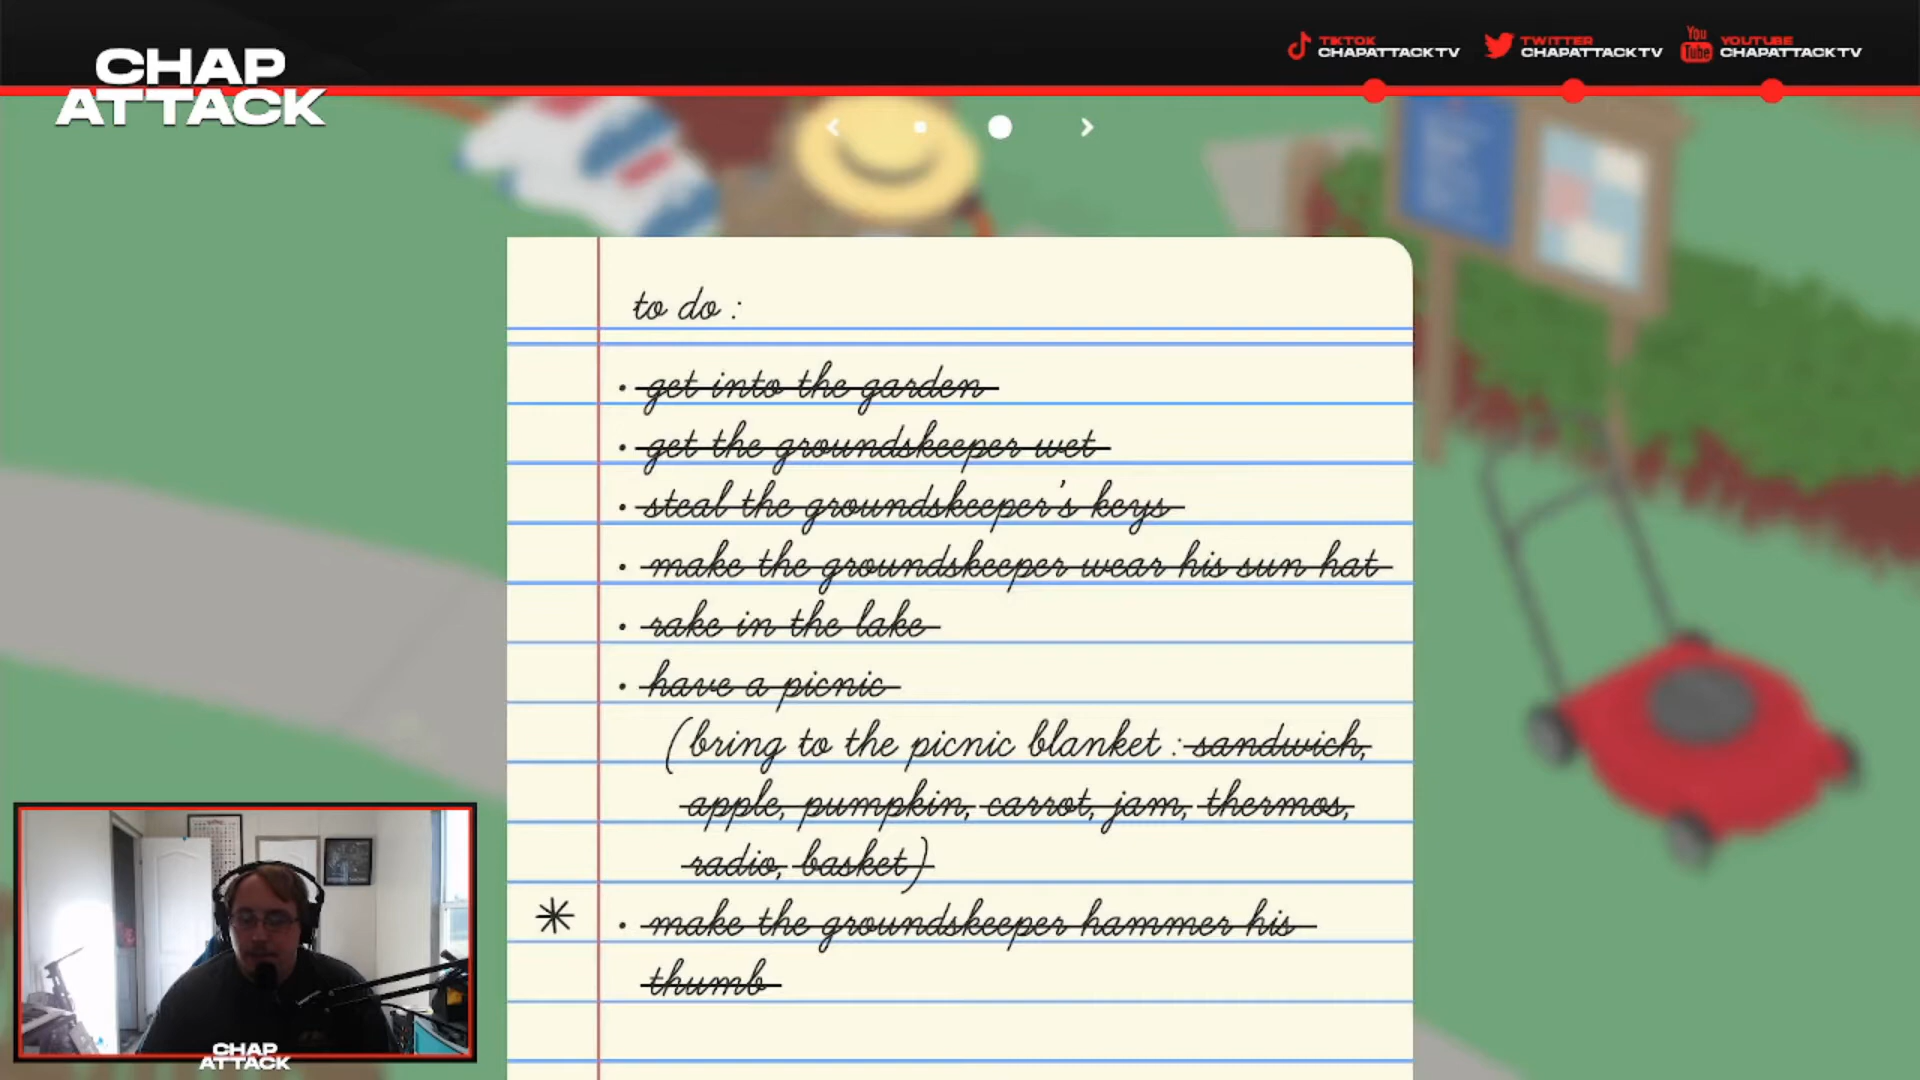 CHAP
ATTACK
TIKTOK
CHAPATTACKTV
TWITTER
CHAPATTACKTV
You
Tube
YOUTUBE
CHAPATTACKTV
to do :
• get into the garden
• get the groundskeeper wet
• steal the groundskeeper's keys
• make the groundskeeper wear his sun hat
• rake in the lake
• have a picnic
(bring to the picnic blanket : sandwich,
apple, pumpkin, carrot, jam, thermos,
radio, basket)
• make the groundskeeper hammer his
thumb
CHAP
ATTACK